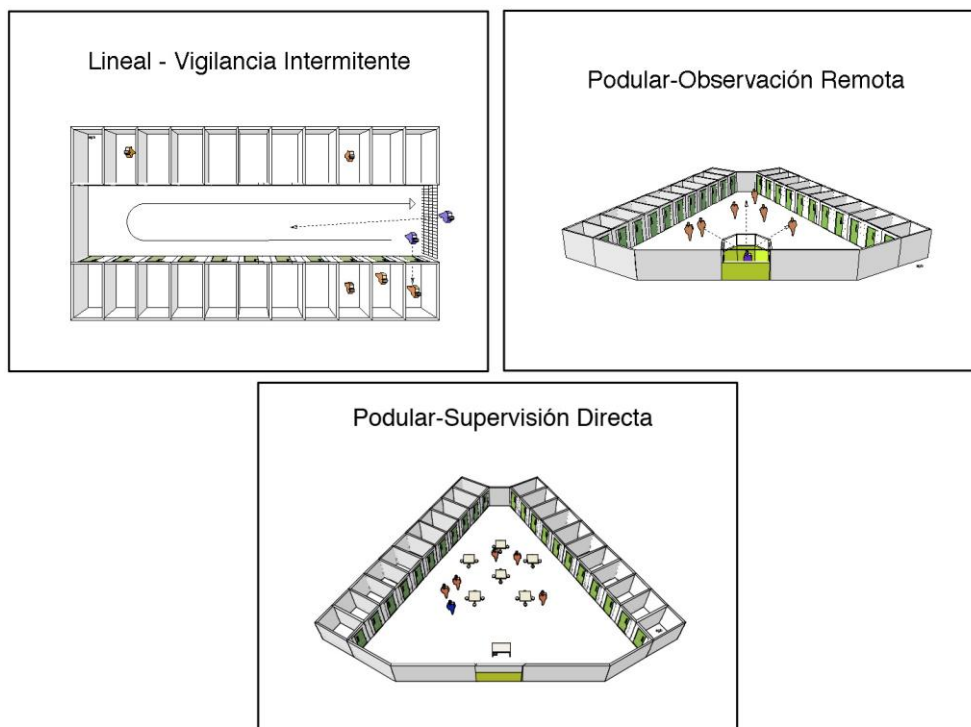 Lineal - Vigilancia Intermitente
Podular-Observación Remota
Podular-Supervisión Directa